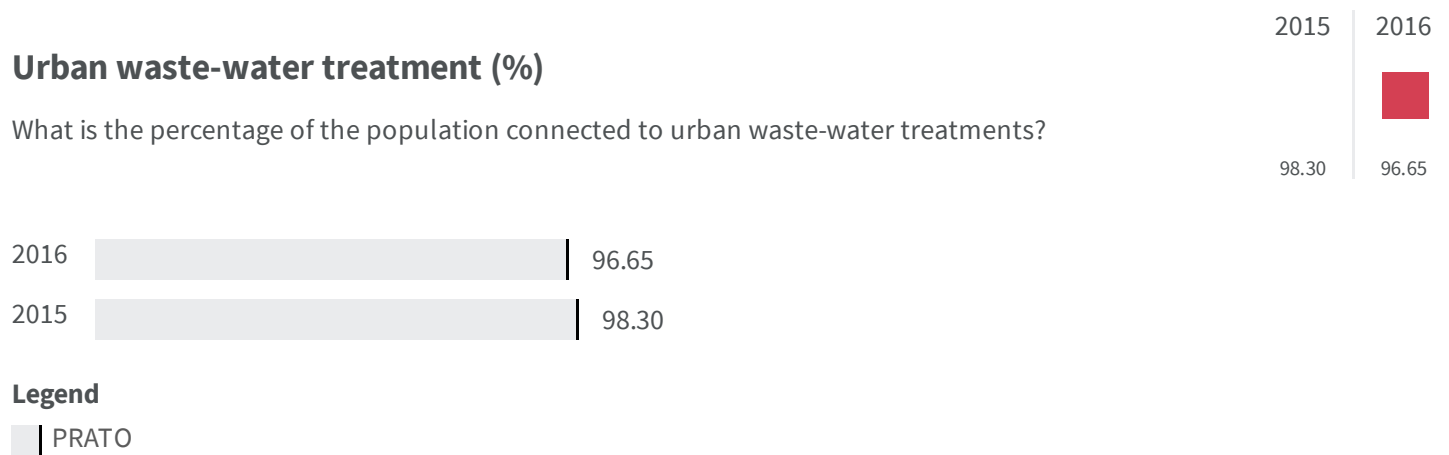 2015 2016
Urban waste-water treatment (%)
What is the percentage of the population connected to urban waste-water treatments?
98.30 96.65
2016 96.65
2015 98.30
Legend
PRATO